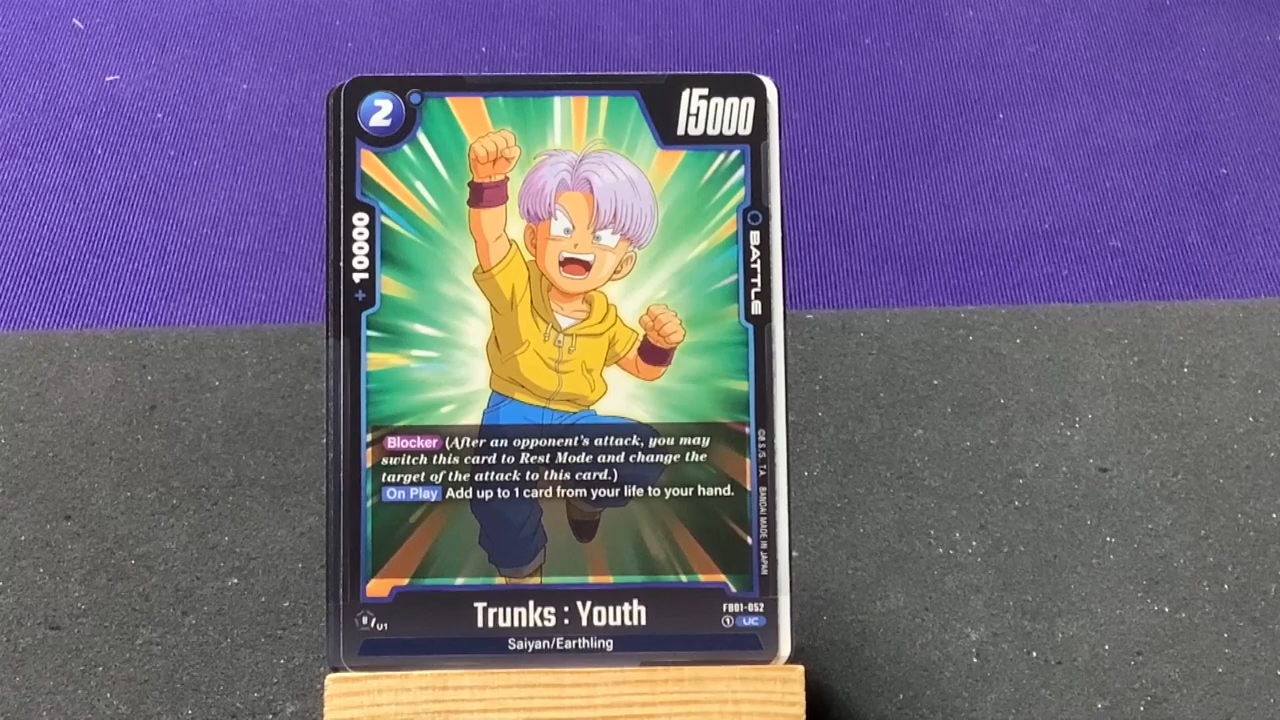 2
15000
+ 10000
BATTLE
Blocker (After an opponent's attack, you may
switch this card to Rest Mode and change the
target of the attack to this card.)
On Play Add up to 1 card from your life to your hand.
©B.S./S. T.A. BANDAI MADE IN JAPAN
Trunks : Youth
FB01-052
1 UC
Saiyan/Earthling